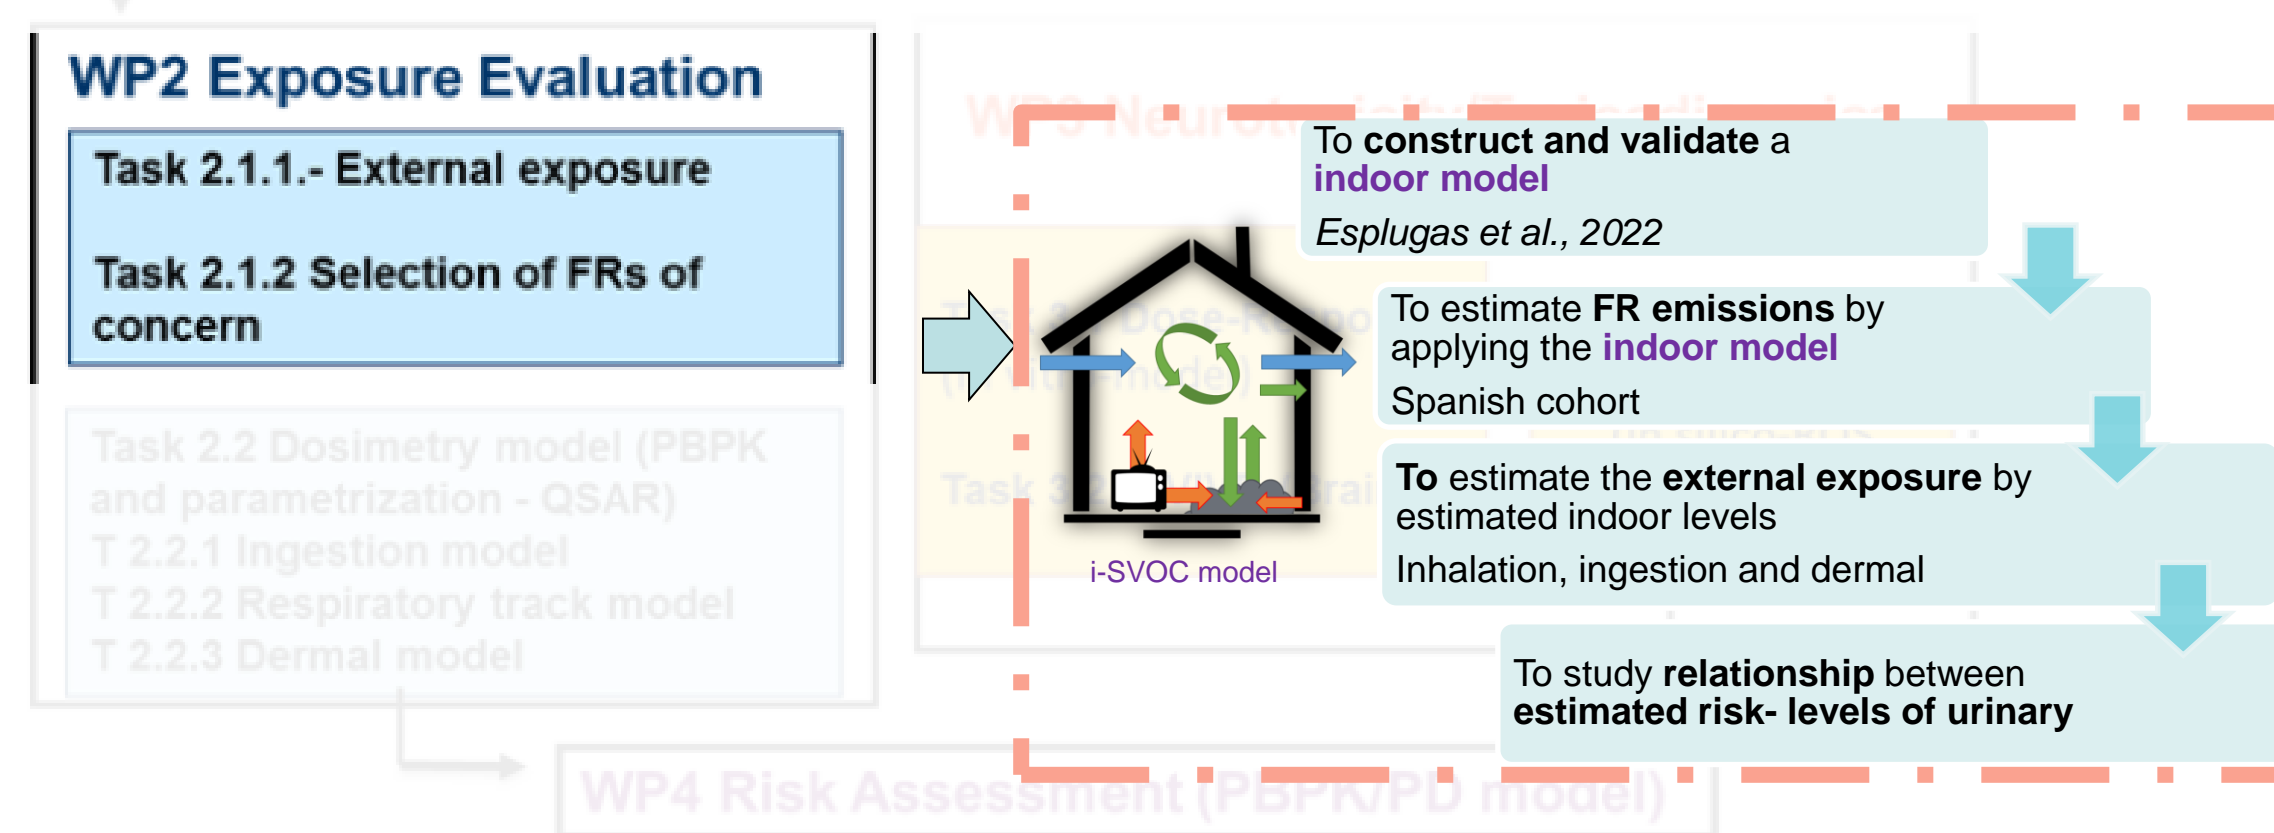 WP2 Exposure Evaluation
Task 2.1.1.- External exposure
Task 2.1.2 Selection of FRs of
concern
Task 2.2 Dosimetry model (PBPK
and parametrization - QSAR)
T 2.2.1 Ingestion model
T 2.2.2 Respiratory track model
T 2.2.3 Dermal model
To construct and validate a
indoor model
Esplugas et al., 2022
To estimate FR emissions by
applying the indoor model
Spanish cohort
To estimate the external exposure by
estimated indoor levels
Inhalation, ingestion and dermal
To study relationship between
estimated risk- levels of urinary
i-SVOC model
WP4 Risk Assessment (PBPK/PD model)